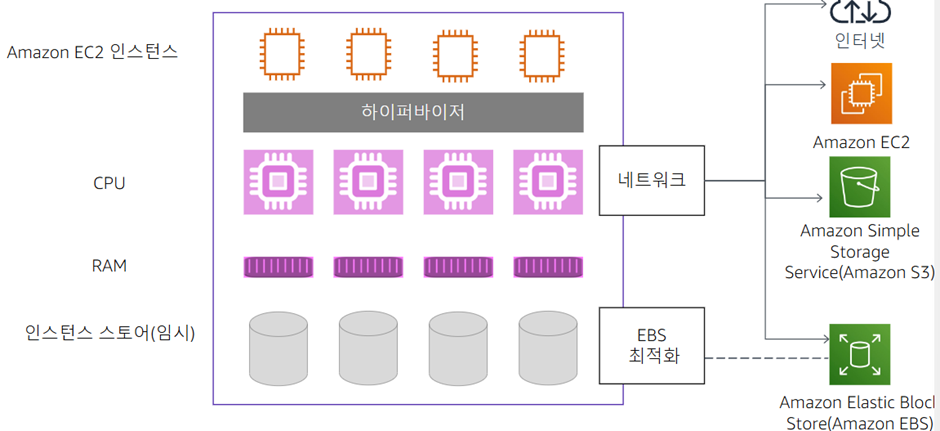 Amazon EC2 인스턴스
하이퍼바이저
CPU
RAM
인스턴스 스토어(임시)
네트워크
EBS
최적화
인터넷
Amazon EC2
Amazon Simple
Storage
Service(Amazon S3)
Amazon Elastic Block
Store(Amazon EBS)